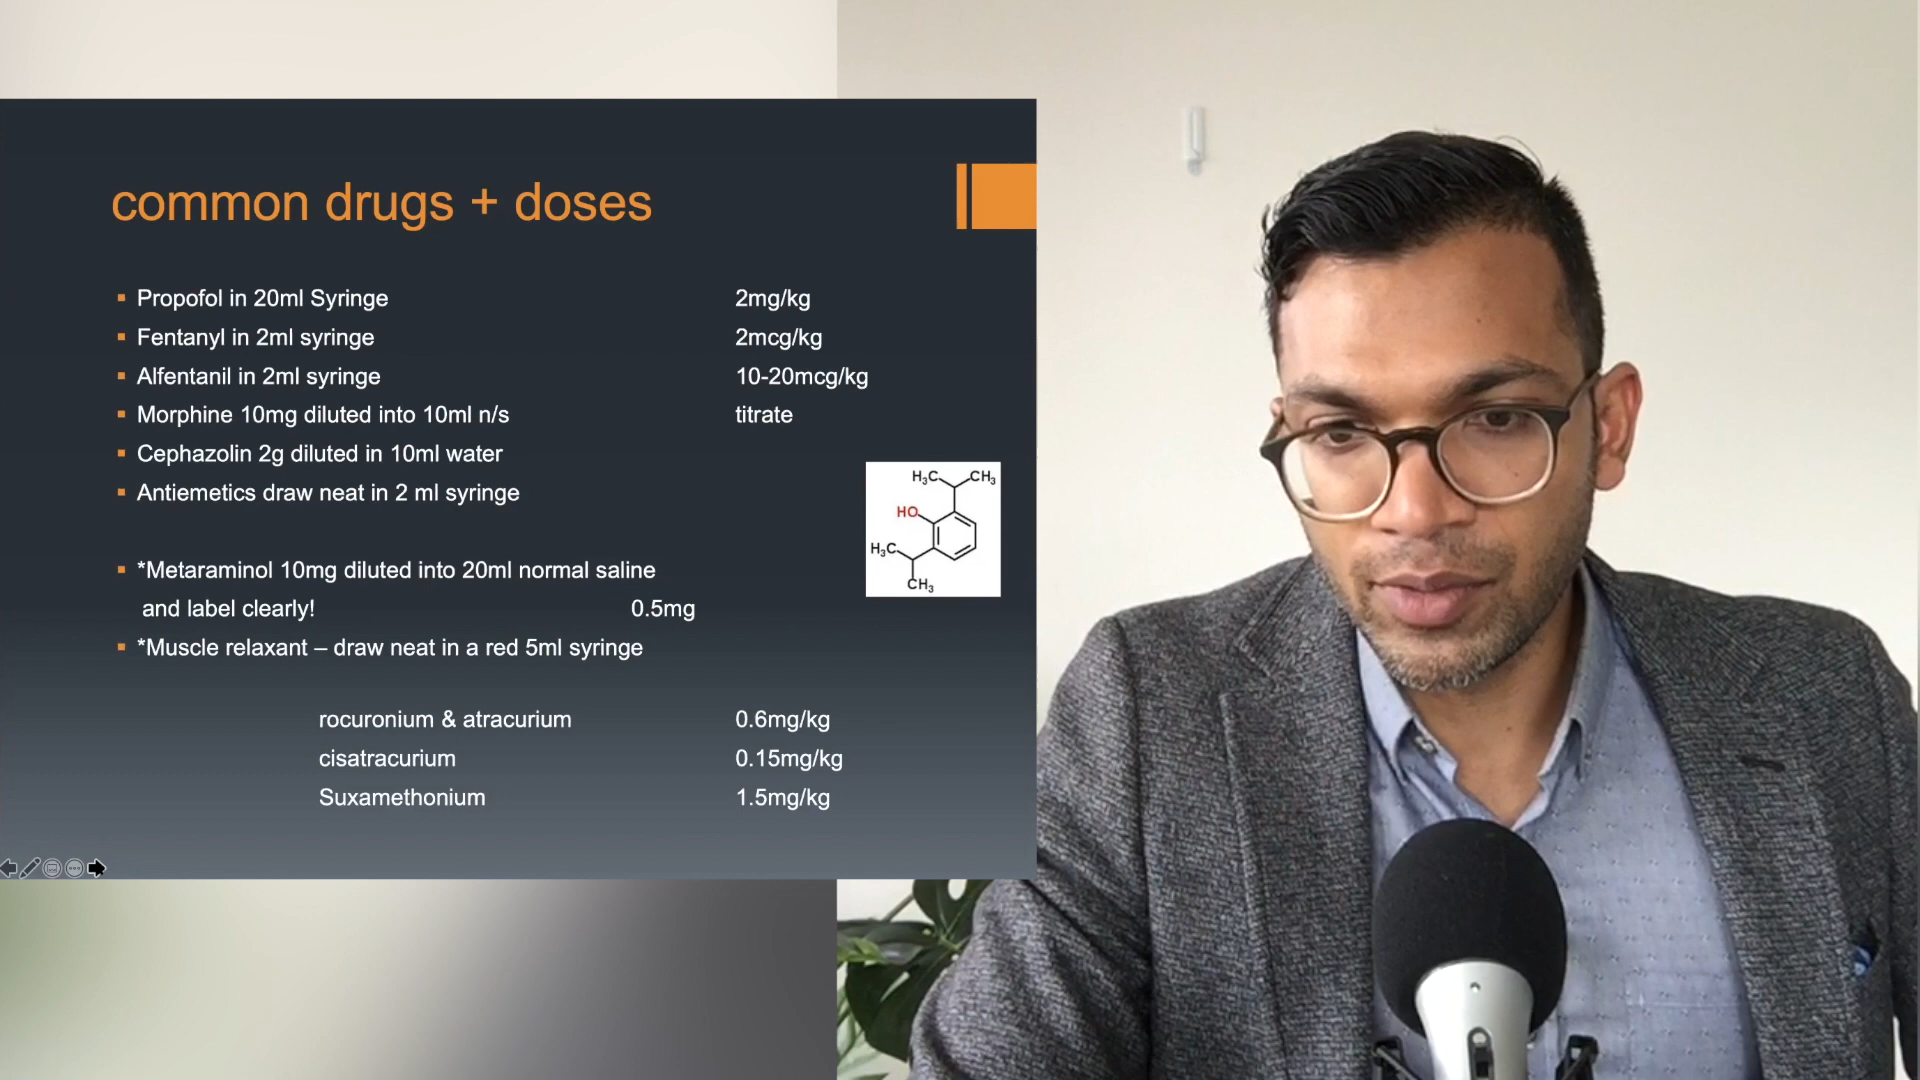 common drugs + doses
Propofol in 20ml Syringe 2mg/kg
Fentanyl in 2ml syringe 2mcg/kg
Alfentanil in 2ml syringe 10-20mcg/kg
Morphine 10mg diluted into 10ml n/s titrate
Cephazolin 2g diluted in 10ml water
Antiemetics draw neat in 2 ml syringe
H₃C CH₃
HO
H₃C
CH₃
*Metaraminol 10mg diluted into 20ml normal saline
and label clearly! 0.5mg
*Muscle relaxant – draw neat in a red 5ml syringe
rocuronium & atracurium 0.6mg/kg
cisatracurium 0.15mg/kg
Suxamethonium 1.5mg/kg